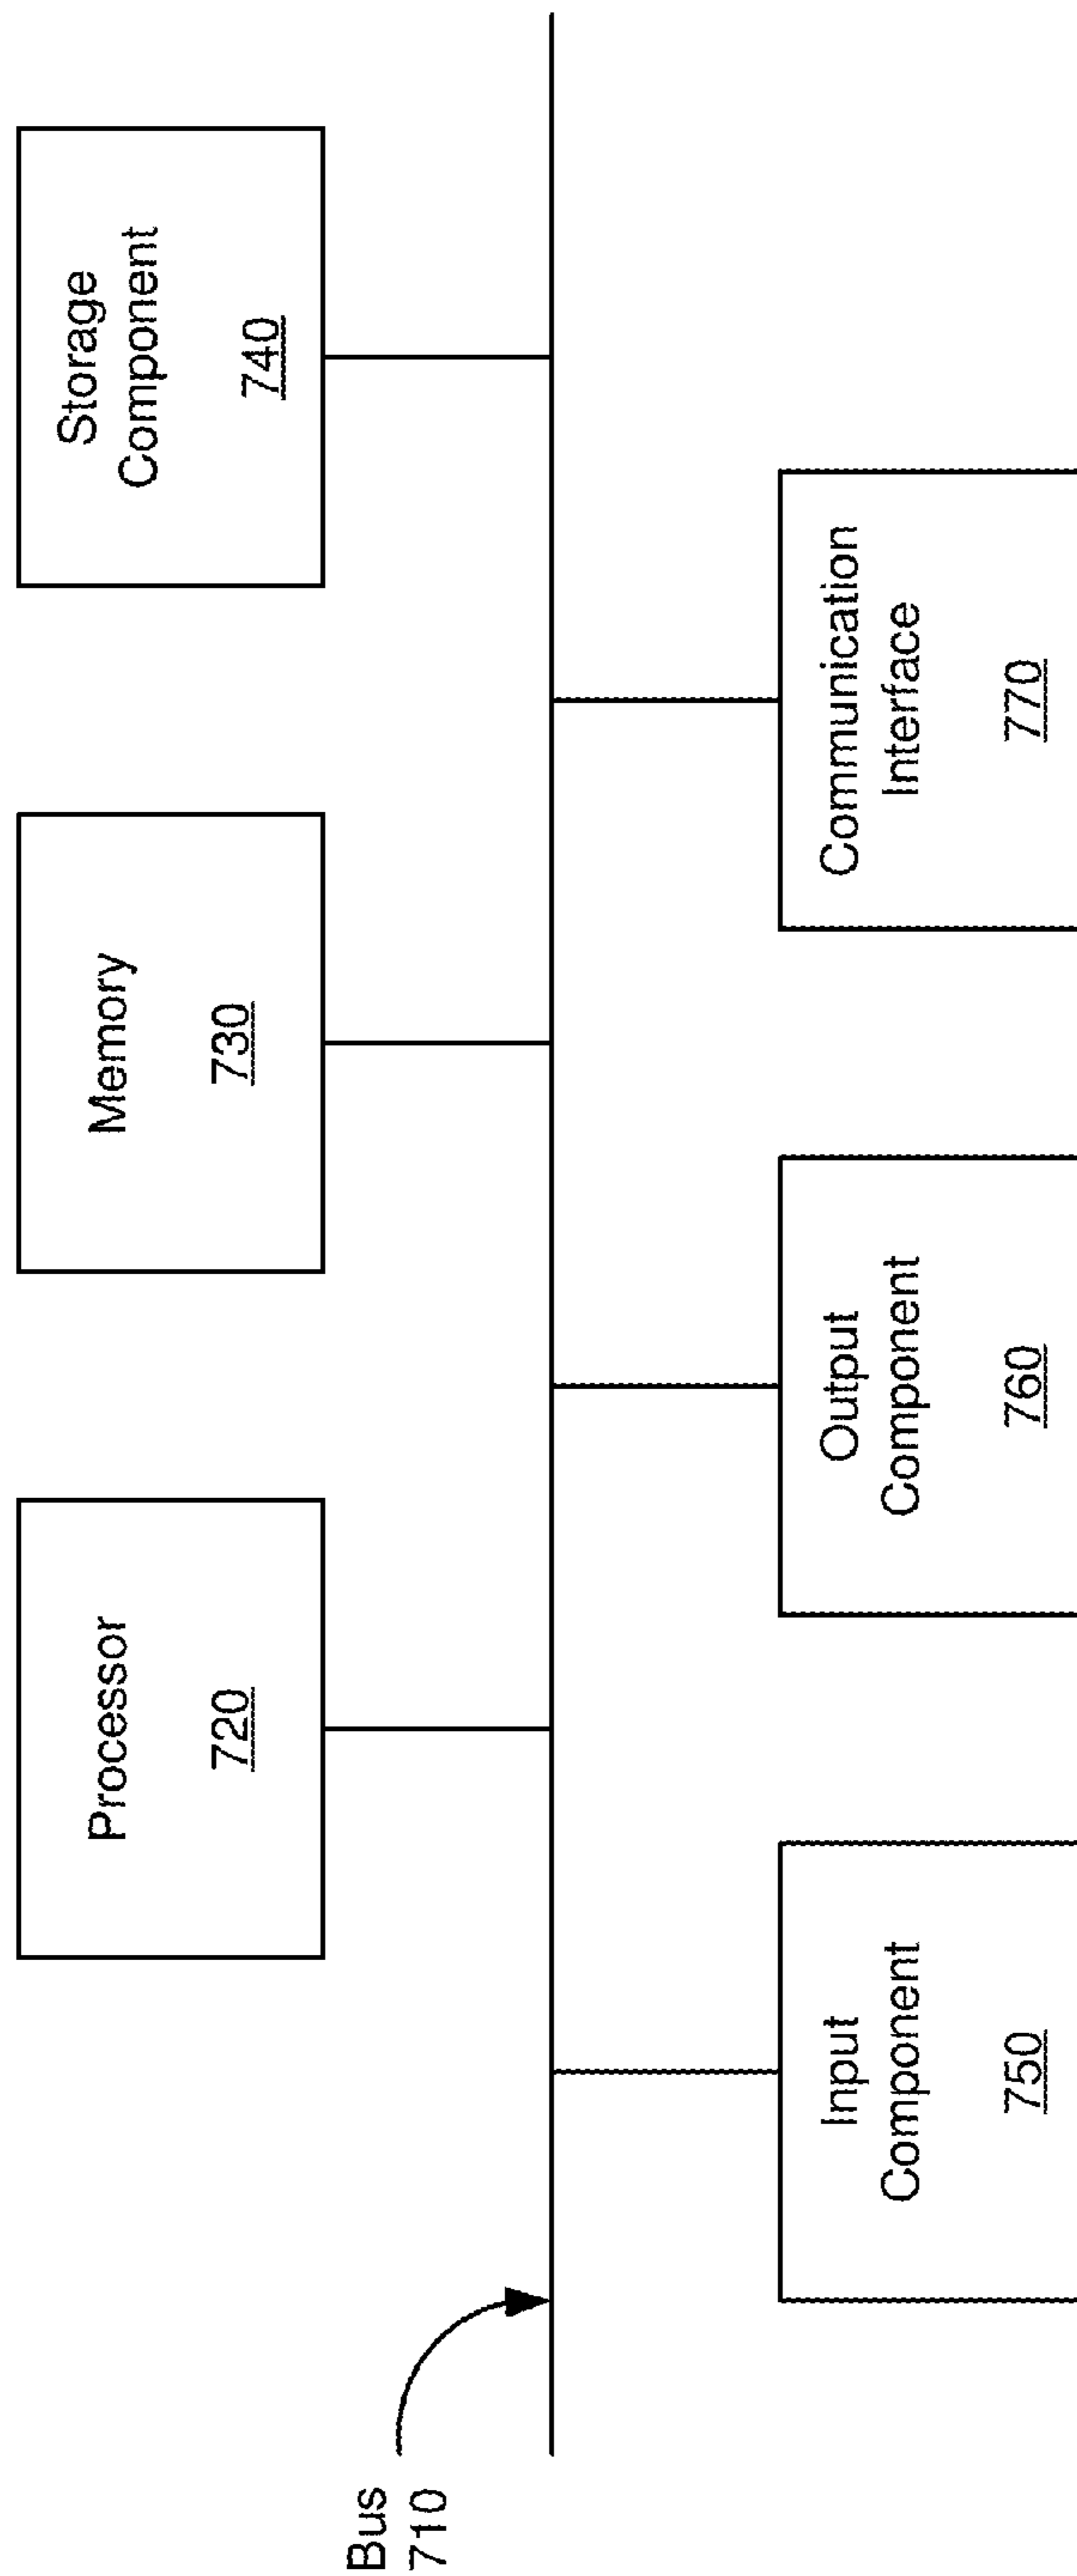 Bus
710
Processor
720
Memory
730
Storage
Component
740
Input
Component
750
Output
Component
760
Communication
Interface
770